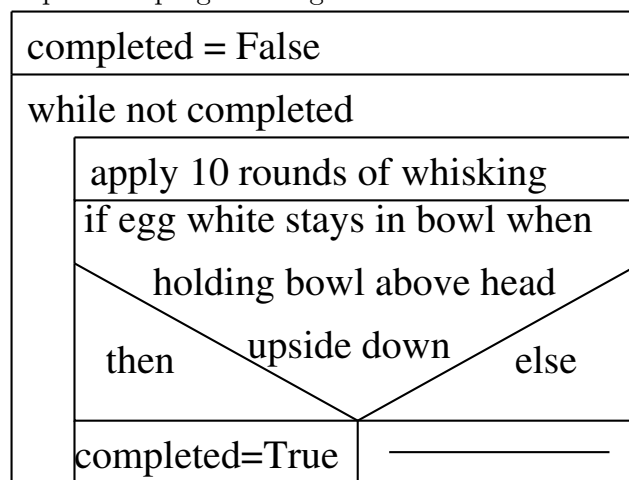 completed = False
while not completed
apply 10 rounds of whisking
if egg white stays in bowl when
holding bowl above head
upside down
then
else
completed=True